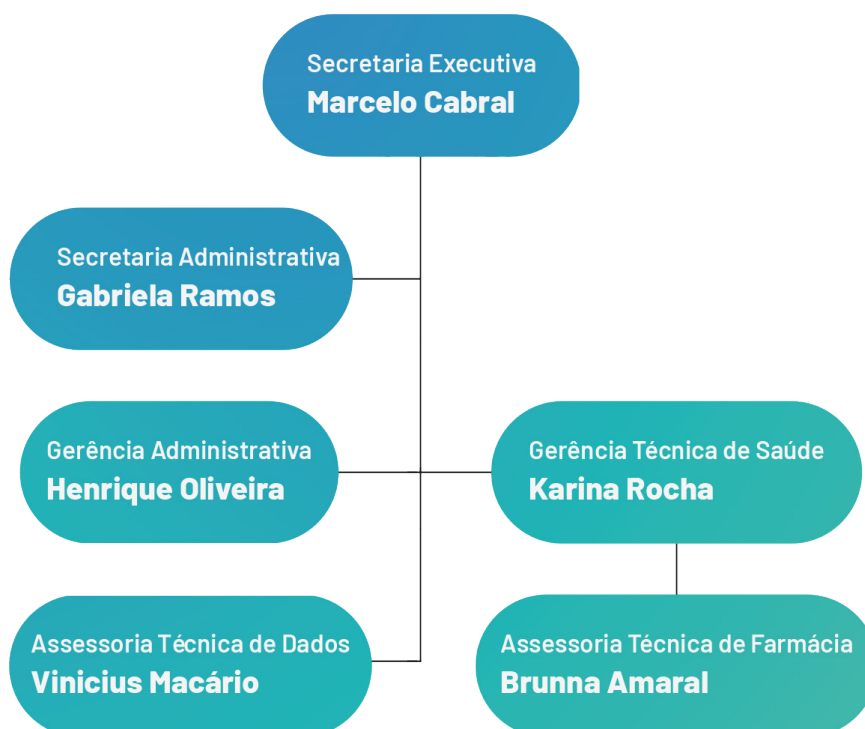 Secretaria Executiva
Marcelo Cabral
Secretaria Administrativa
Gabriela Ramos
Gerência Administrativa
Henrique Oliveira
Gerência Técnica de Saúde
Karina Rocha
Assessoria Técnica de Dados
Vinicius Macário
Assessoria Técnica de Farmácia
Brunna Amaral